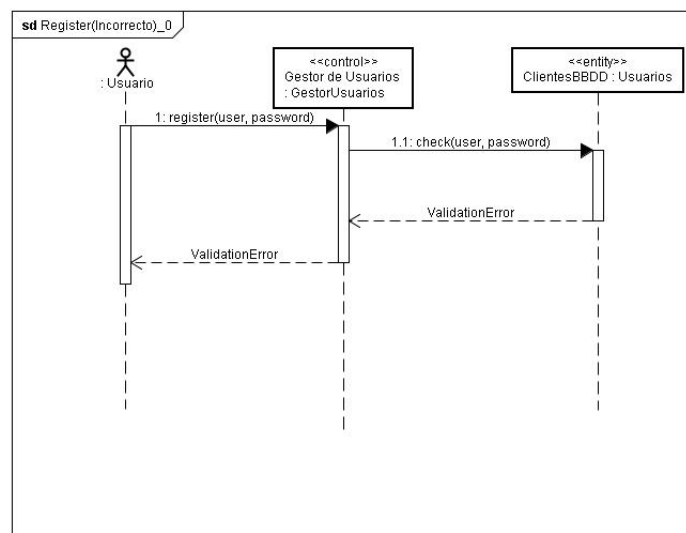 sd Register(Incorrecto)_0
: Usuario
<<control>>
Gestor de Usuarios
: GestorUsuarios
<<entity>>
ClientesBBDD : Usuarios
1: register(user, password)
1.1: check(user, password)
ValidationError
ValidationError